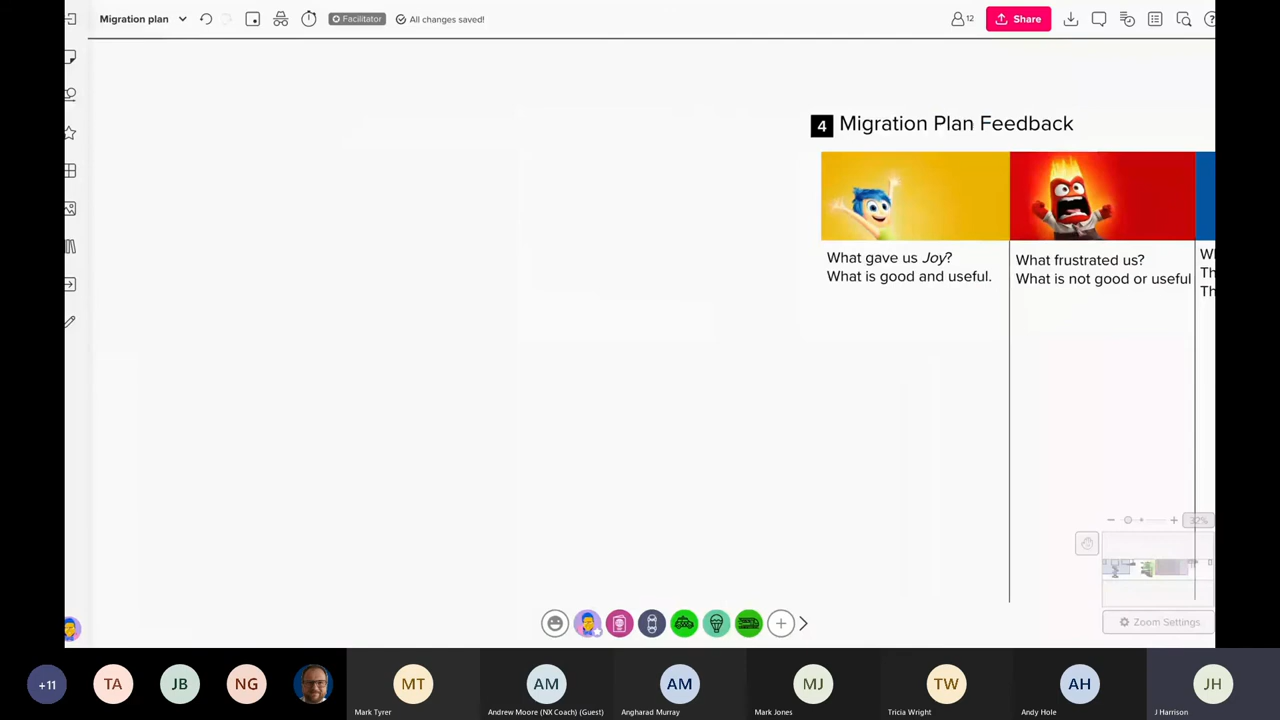 Migration plan
Facilitator
All changes saved!
12
Share
4 Migration Plan Feedback
What gave us Joy?
What is good and useful.
What frustrated us?
What is not good or useful
Th
Th
32%
Zoom Settings
+11
TA
JB
NG
MT
AM
AM
MJ
TW
AH
JH
Mark Tyrer
Andrew Moore (NX Coach) (Guest)
Angharad Murray
Mark Jones
Tricia Wright
Andy Hole
J Harrison